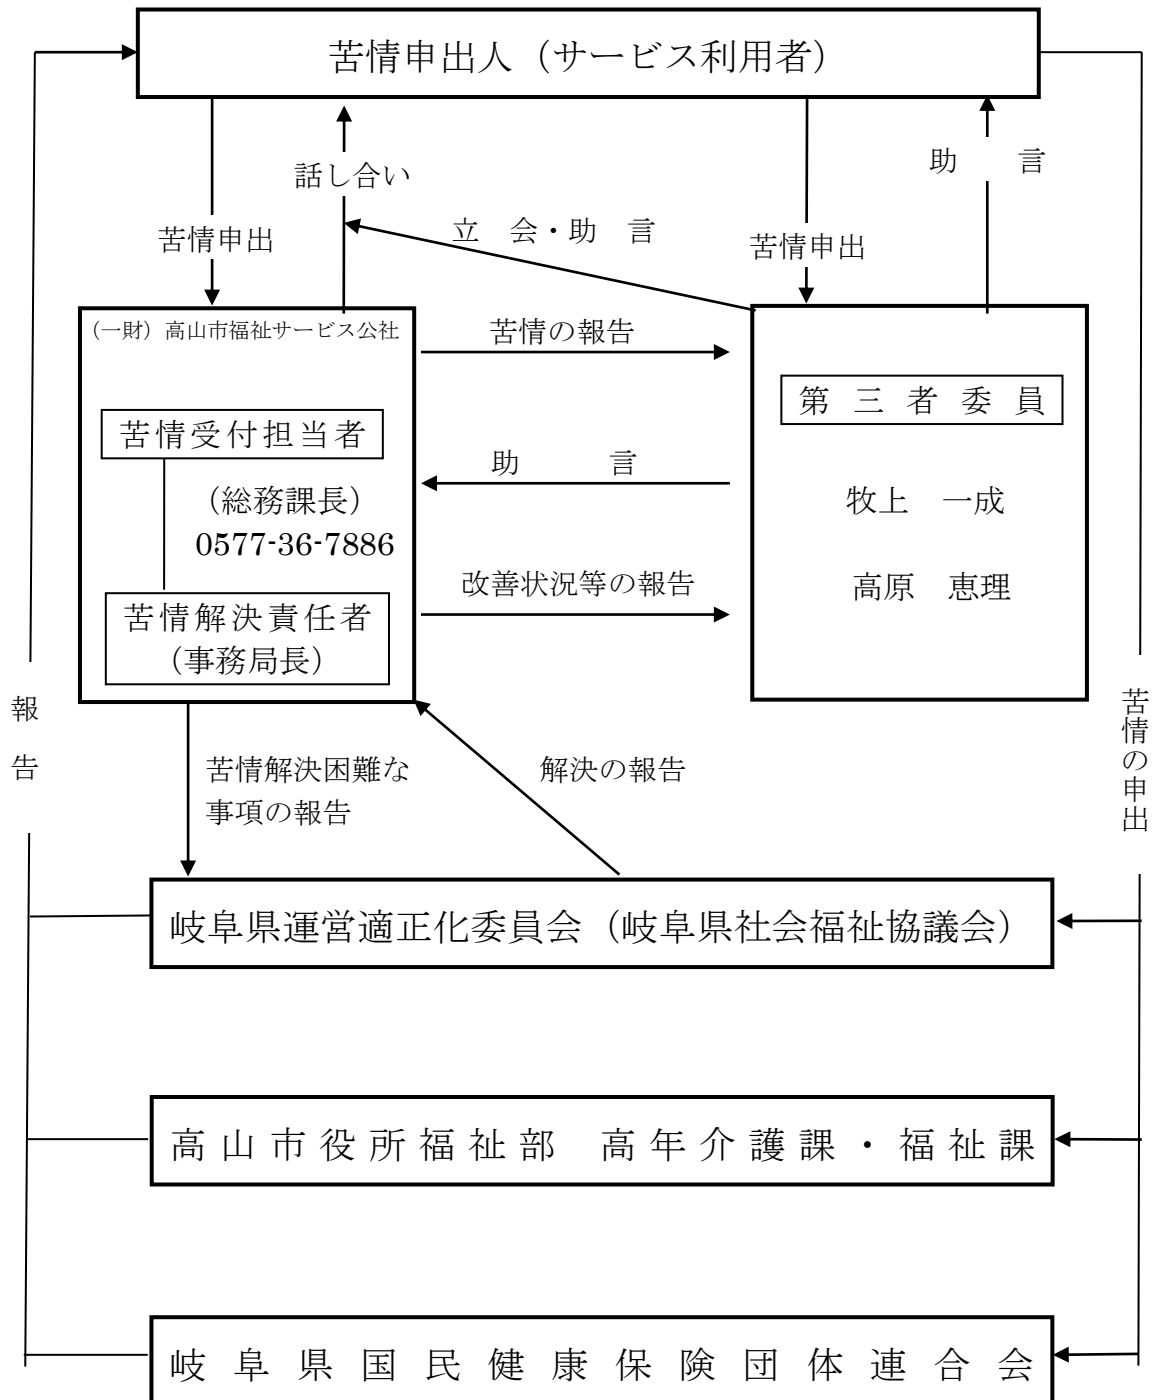 苦情申出人（サービス利用者）
話し合い
助　　言
立　会・助　言
苦情申出
苦情申出
（一財）高山市福祉サービス公社
苦情の報告
第三者委員
苦情受付担当者
助　　　言
（総務課長）
0577-36-7886
牧上　一成
改善状況等の報告
高原　恵理
苦情解決責任者
（事務局長）
報告
苦情の申出
苦情解決困難な
事項の報告
解決の報告
岐阜県運営適正化委員会（岐阜県社会福祉協議会）
高山市役所福祉部　高年介護課・福祉課
岐阜県国民健康保険団体連合会